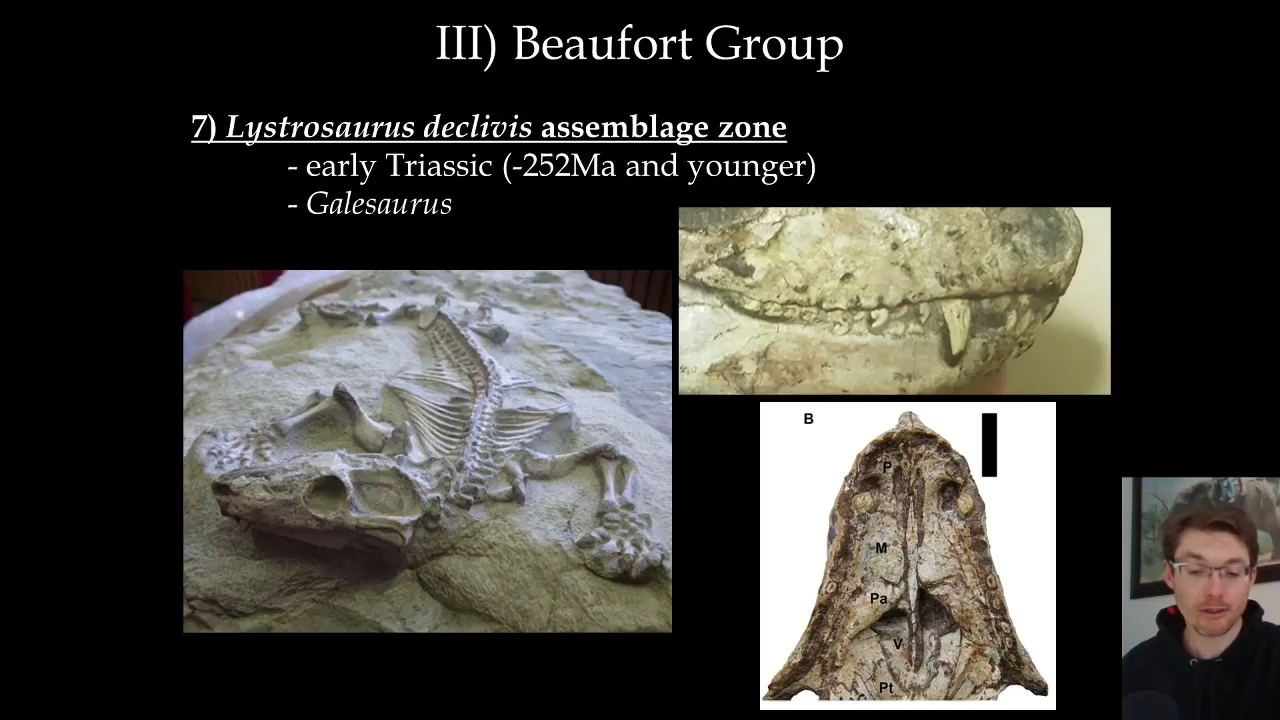 III) Beaufort Group
7) Lystrosaurus declivis assemblage zone
- early Triassic (-252Ma and younger)
- Galesaurus
B
P
M
Pa
V
Pt